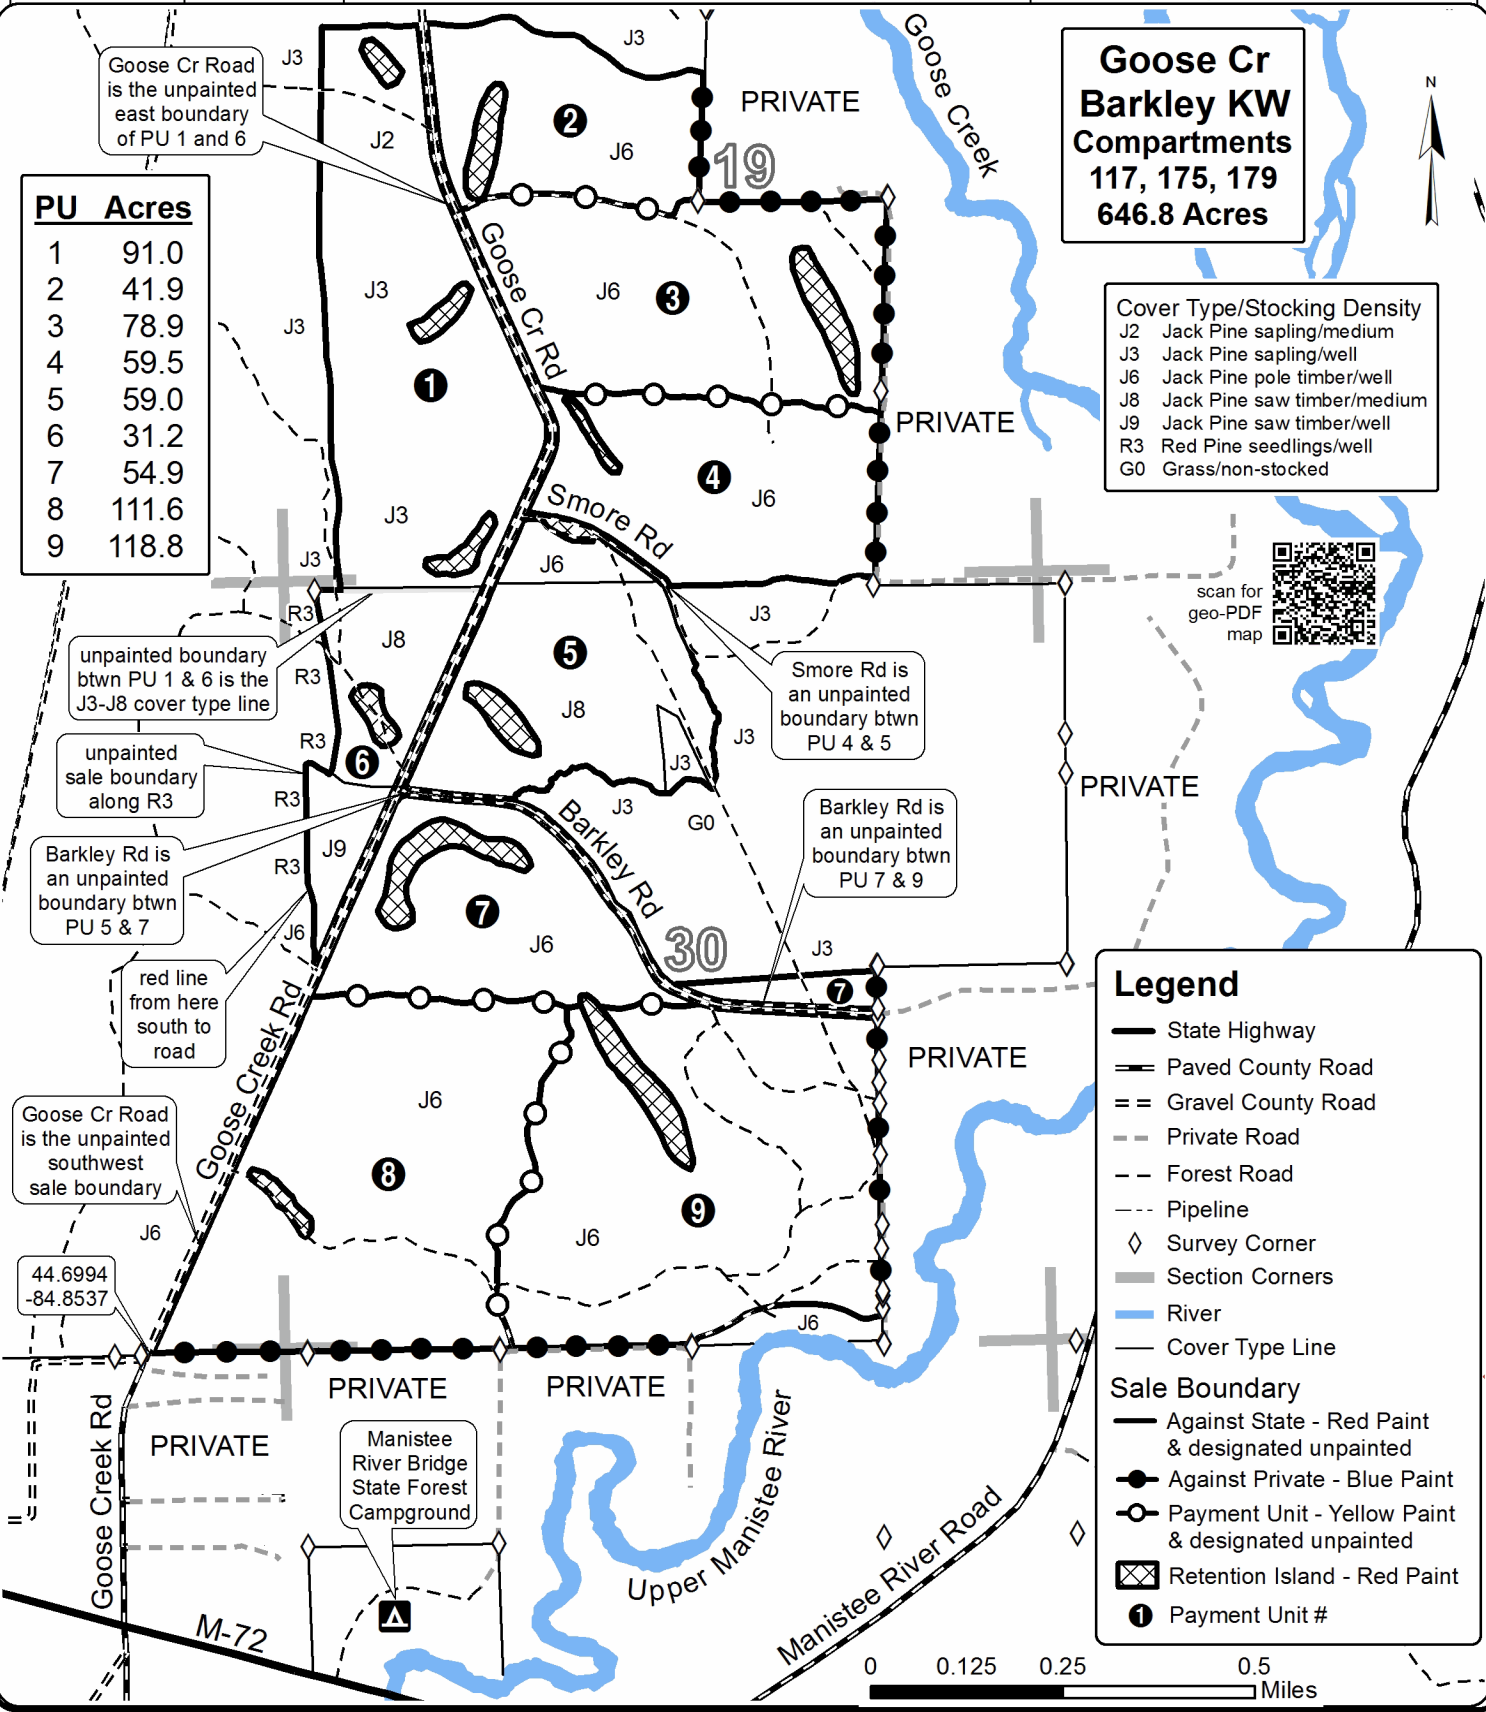 Goose Cr
Barkley KW
Compartments
117, 175, 179
646.8 Acres
N
Goose Cr Road
is the unpainted
east boundary
of PU 1 and 6
PU Acres
1 91.0
2 41.9
3 78.9
4 59.5
5 59.0
6 31.2
7 54.9
8 111.6
9 118.8
Cover Type/Stocking Density
J2 Jack Pine sapling/medium
J3 Jack Pine sapling/well
J6 Jack Pine pole timber/well
J8 Jack Pine saw timber/medium
J9 Jack Pine saw timber/well
R3 Red Pine seedlings/well
G0 Grass/non-stocked
scan for
geo-PDF
map
J3
J3
J2
2
J6
PRIVATE
19
Goose Creek
Goose Cr Rd
J3
J3
J6
3
1
PRIVATE
4
J6
J3
Smore Rd
J3
J6
R3
J8
J3
unpainted boundary
btwn PU 1 & 6 is the
J3-J8 cover type line
R3
5
J8
Smore Rd is
an unpainted
boundary btwn
PU 4 & 5
J3
J3
R3
6
unpainted
sale boundary
along R3
R3
PRIVATE
J3
G0
Barkley Rd
Barkley Rd is
an unpainted
boundary btwn
PU 7 & 9
J9
R3
Barkley Rd is
an unpainted
boundary btwn
PU 5 & 7
7
J6
J6
30
J3
7
red line
from here
south to
road
Goose Creek Rd
PRIVATE
J6
8
9
J6
Goose Cr Road
is the unpainted
southwest
sale boundary
J6
44.6994
-84.8537
J6
PRIVATE
PRIVATE
PRIVATE
Goose Creek Rd
Manistee
River Bridge
State Forest
Campground
Upper Manistee River
Manistee River Road
M-72
Legend
State Highway
Paved County Road
Gravel County Road
Private Road
Forest Road
Pipeline
Survey Corner
Section Corners
River
Cover Type Line
Sale Boundary
Against State - Red Paint
& designated unpainted
Against Private - Blue Paint
Payment Unit - Yellow Paint
& designated unpainted
Retention Island - Red Paint
1 Payment Unit #
0 0.125 0.25 0.5
Miles